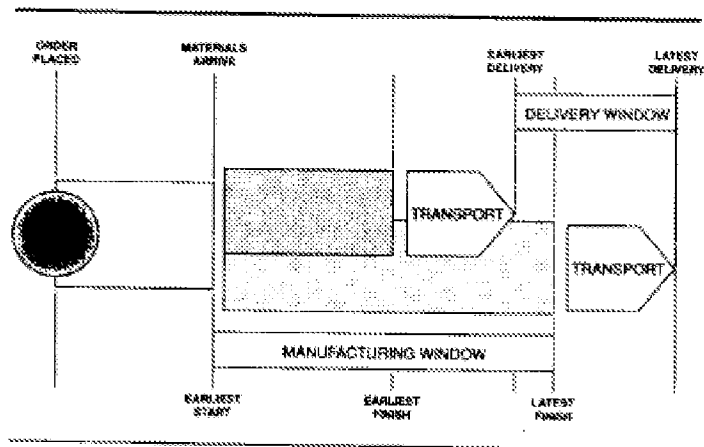 ORDER
PLACED
MATERIALS
ARRIVE
EARLIEST
DELIVERY
LATEST
DELIVERY
DELIVERY WINDOW
TRANSPORT
TRANSPORT
MANUFACTURING WINDOW
EARLIEST
START
EARLIEST
FINISH
LATEST
FINISH